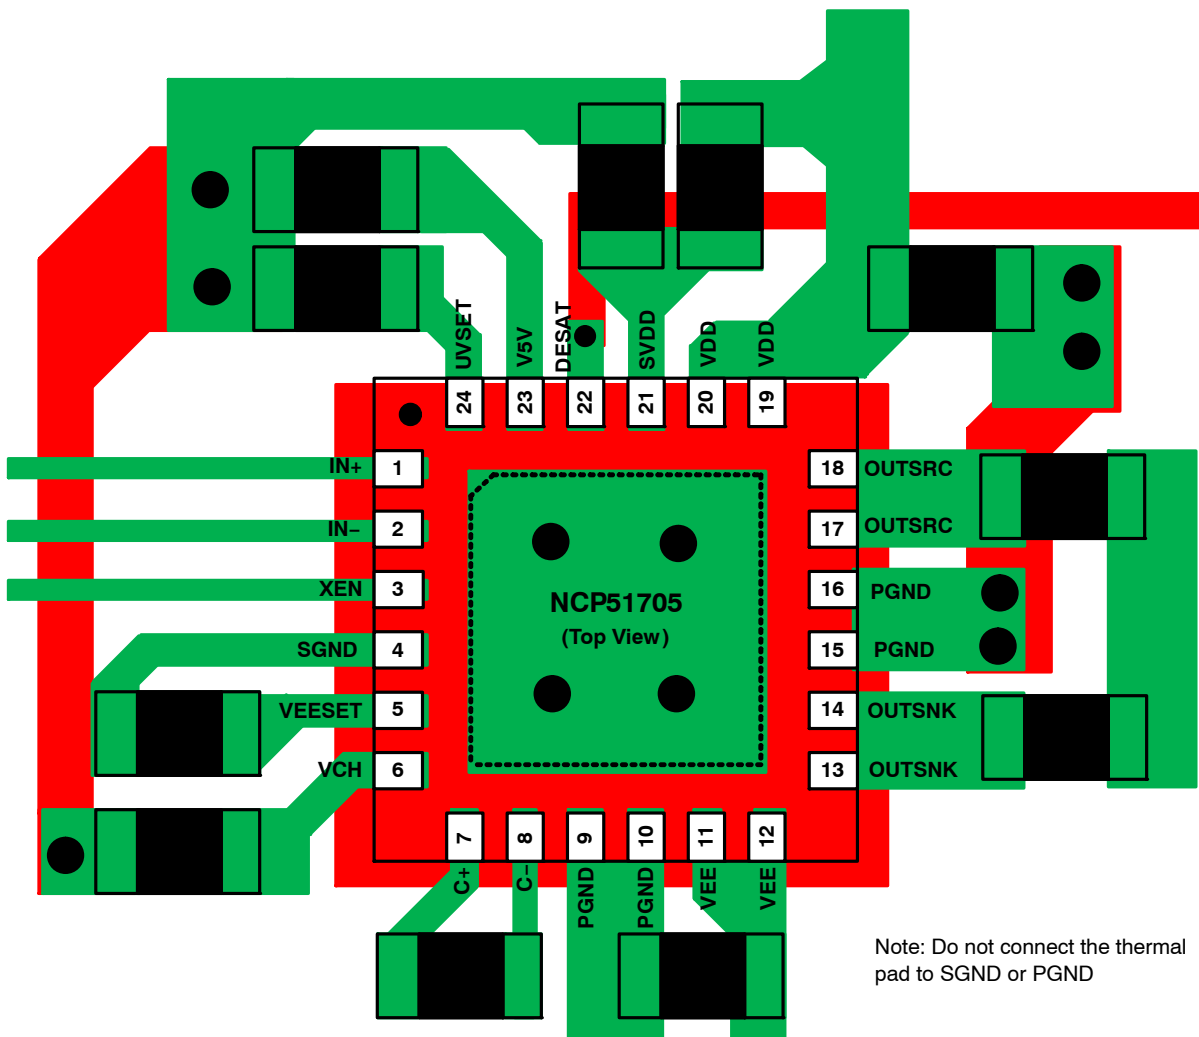 UVSET
V5V
DESAT
SVDD
VDD
VDD
24
23
22
21
20
19
IN+ 1
IN− 2
XEN 3
SGND 4
VEESET 5
VCH 6
18 OUTSRC
17 OUTSRC
16 PGND
15 PGND
14 OUTSNK
13 OUTSNK
NCP51705
(Top View)
7
8
9
10
11
12
C+
C−
PGND
PGND
VEE
VEE
Note: Do not connect the thermal
pad to SGND or PGND